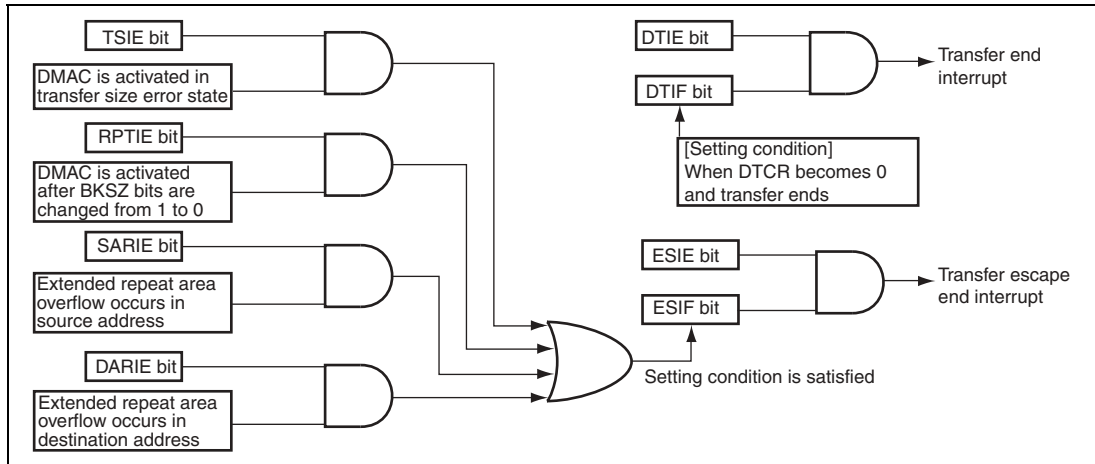 TSIE bit
DMAC is activated in
transfer size error state
RPTIE bit
DMAC is activated
after BKSZ bits are
changed from 1 to 0
SARIE bit
Extended repeat area
overflow occurs in
source address
DARIE bit
Extended repeat area
overflow occurs in
destination address
DTIE bit
DTIF bit
Transfer end
interrupt
[Setting condition]
When DTCR becomes 0
and transfer ends
ESIE bit
ESIF bit
Transfer escape
end interrupt
Setting condition is satisfied